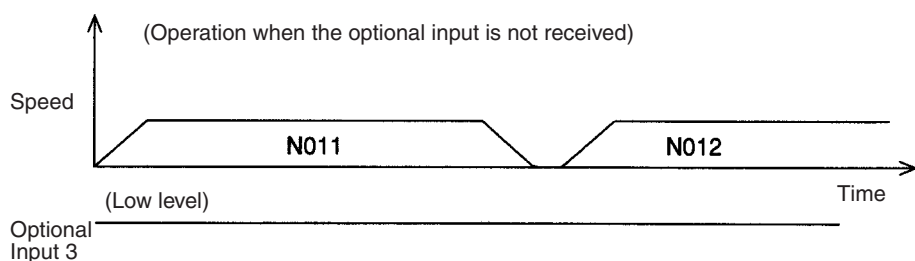 (Operation when the optional input is not received)
Speed
N011
N012
Time
(Low level)
Optional
Input 3